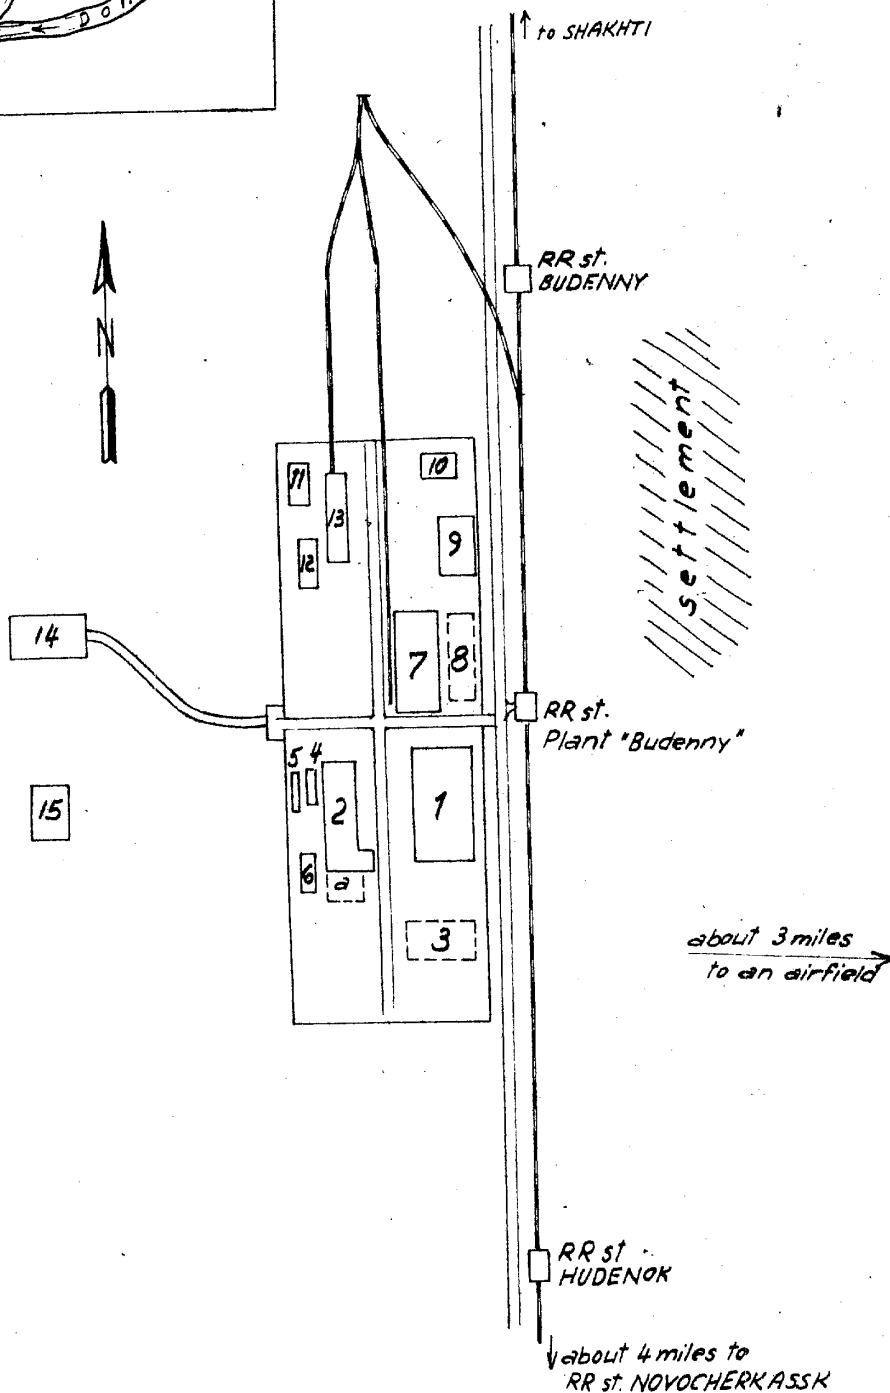 DON
to SHAKHTI
N
RR st.
BUDENNY
settlement
11
10
13
9
12
14
7
8
RR st.
Plant "Budenny"
5
4
15
2
1
6
a
3
about 3 miles
to an airfield
RR st
HUDENOK
about 4 miles to
RR st. NOVOCHERKASSK